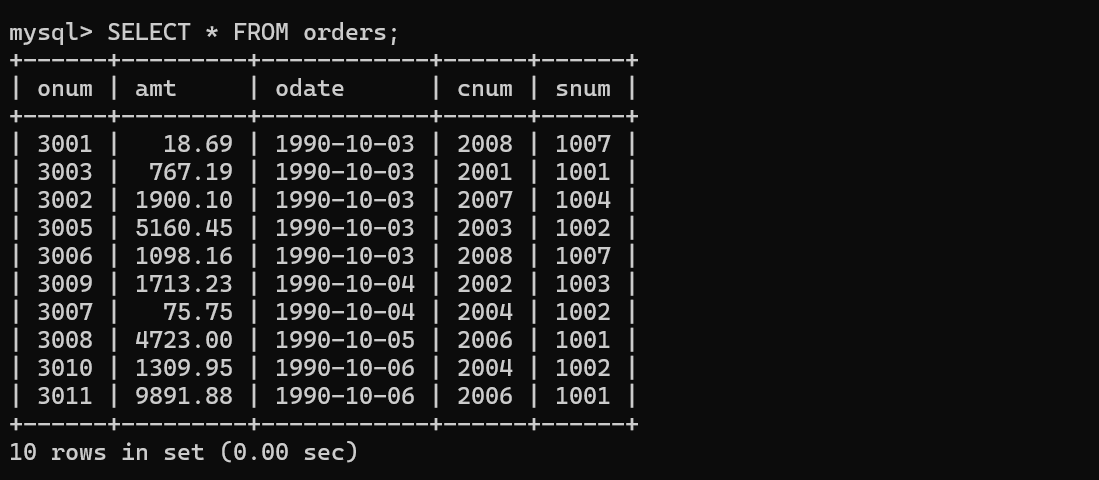 mysql> SELECT * FROM orders;
+------+---------+------------+------+------+
| onum | amt     | odate      | cnum | snum |
+------+---------+------------+------+------+
| 3001 |   18.69 | 1990-10-03 | 2008 | 1007 |
| 3003 |  767.19 | 1990-10-03 | 2001 | 1001 |
| 3002 | 1900.10 | 1990-10-03 | 2007 | 1004 |
| 3005 | 5160.45 | 1990-10-03 | 2003 | 1002 |
| 3006 | 1098.16 | 1990-10-03 | 2008 | 1007 |
| 3009 | 1713.23 | 1990-10-04 | 2002 | 1003 |
| 3007 |   75.75 | 1990-10-04 | 2004 | 1002 |
| 3008 | 4723.00 | 1990-10-05 | 2006 | 1001 |
| 3010 | 1309.95 | 1990-10-06 | 2004 | 1002 |
| 3011 | 9891.88 | 1990-10-06 | 2006 | 1001 |
+------+---------+------------+------+------+
10 rows in set (0.00 sec)